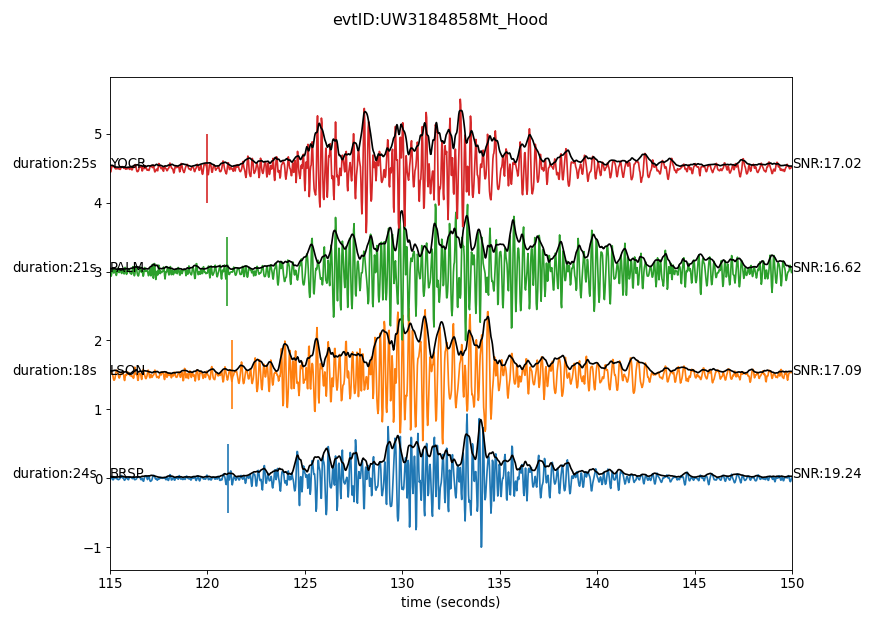 evtID:UW3184858Mt_Hood
5
duration:25s YOCR SNR:17.02
4
duration:21s PALM SNR:16.62
3
2
duration:18s LSON SNR:17.09
1
duration:24s BRSP SNR:19.24
0
−1
115 120 125 130 135 140 145 150
time (seconds)